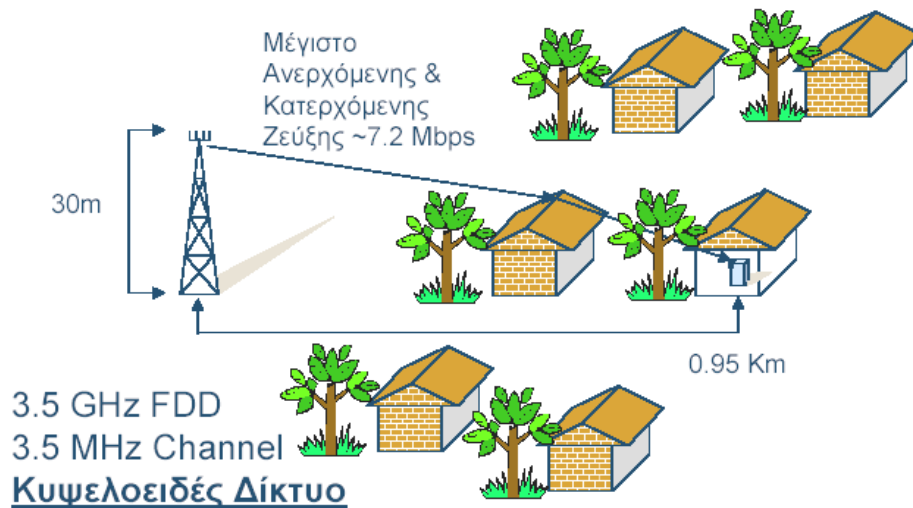 Μέγιστο
Ανερχόμενης &
Κατερχόμενης
Ζεύξης ~7.2 Mbps
30m
0.95 Km
3.5 GHz FDD
3.5 MHz Channel
Κυψελοειδές Δίκτυο